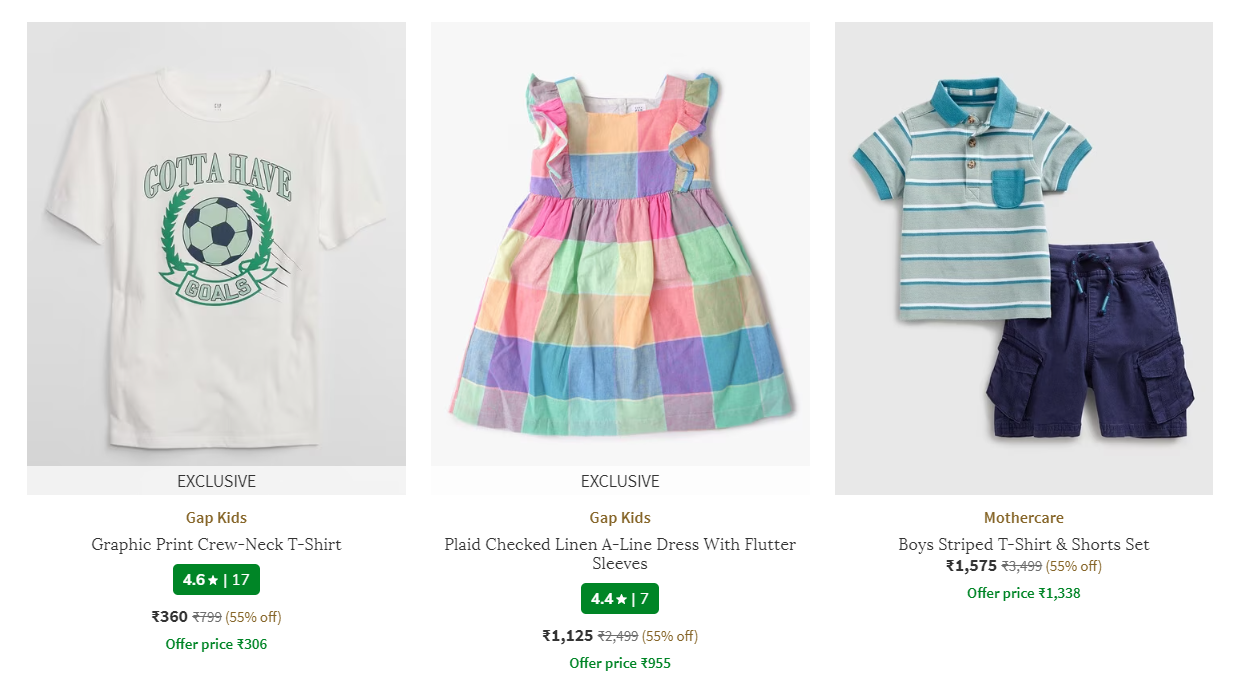 GOTTA HAVE
GOALS
EXCLUSIVE
Gap Kids
Graphic Print Crew-Neck T-Shirt
4.6★ | 17
₹360 ₹799 (55% off)
Offer price ₹306
EXCLUSIVE
Gap Kids
Plaid Checked Linen A-Line Dress With Flutter
Sleeves
4.4★ | 7
₹1,125 ₹2,499 (55% off)
Offer price ₹955
Mothercare
Boys Striped T-Shirt & Shorts Set
₹1,575 ₹3,499 (55% off)
Offer price ₹1,338